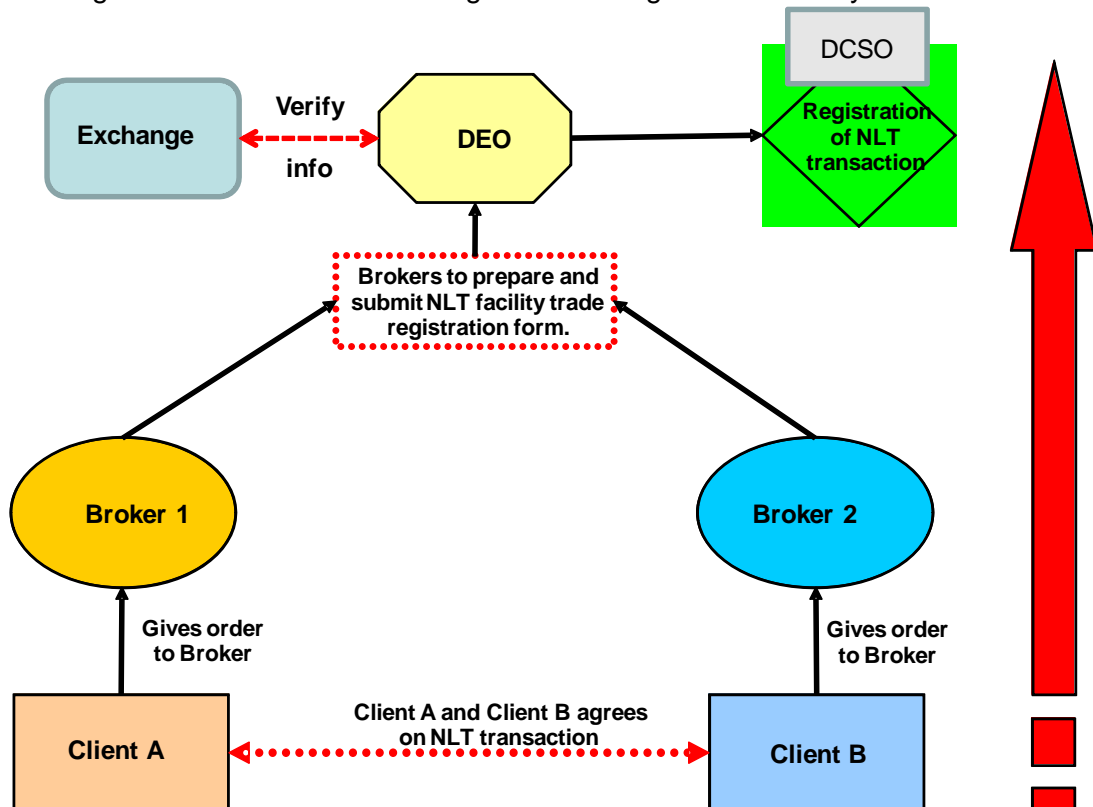 DCSO
Exchange
Verify
info
DEO
Registration
of NLT
transaction
Brokers to prepare and
submit NLT facility trade
registration form.
Broker 1
Broker 2
Gives order
to Broker
Gives order
to Broker
Client A and Client B agrees
on NLT transaction
Client A
Client B